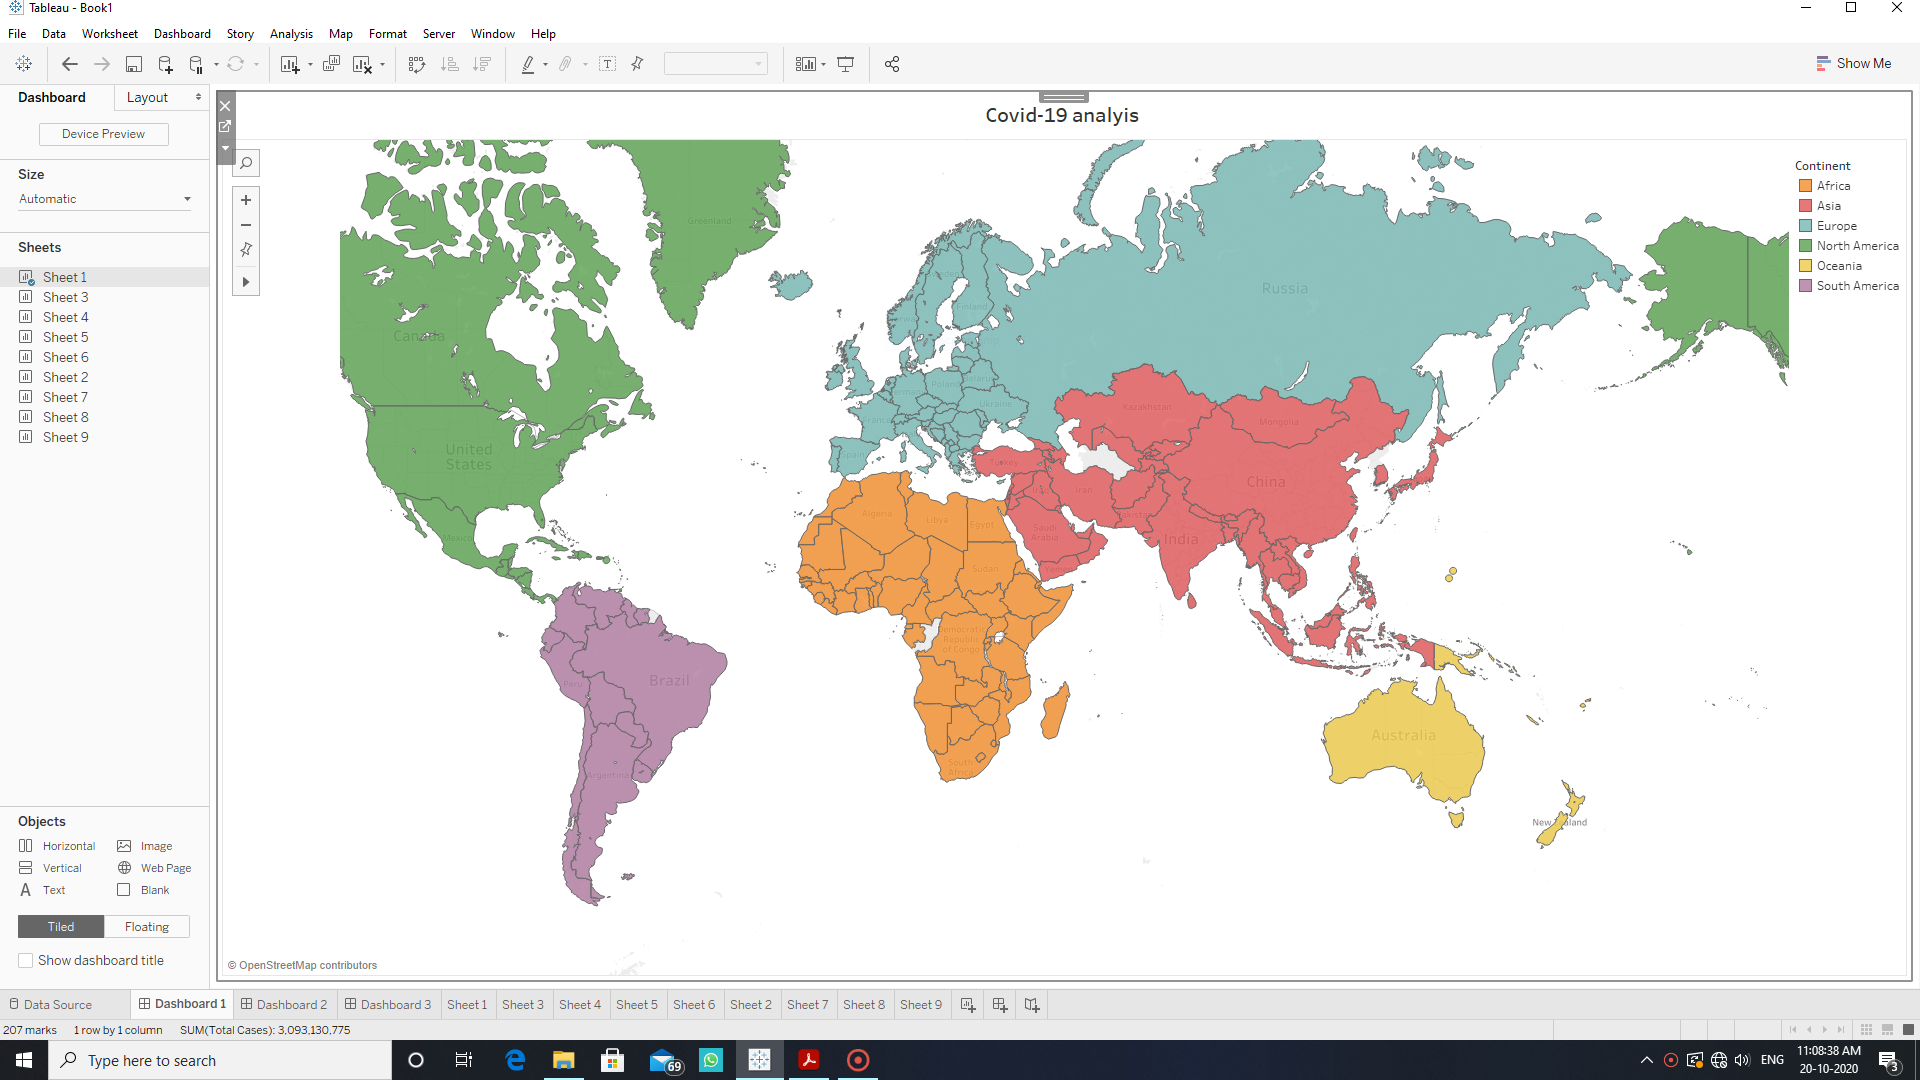 Tableau - Book1
File Data Worksheet Dashboard Story Analysis Map Format Server Window Help
Show Me
Dashboard Layout
Device Preview
Size
Automatic
Sheets
Sheet 1
Sheet 3
Sheet 4
Sheet 5
Sheet 6
Sheet 2
Sheet 7
Sheet 8
Sheet 9
Objects
Horizontal Image
Vertical Web Page
A Text Blank
Tiled Floating
Show dashboard title
Covid-19 analyis
Continent
Africa
Asia
Europe
North America
Oceania
South America
Greenland
Russia
Canada
Finland
Poland
Ukraine
France
Spain
Kazakhstan
Mongolia
United
States
Turkey
China
Iraq
Iran
Algeria
Libya
Egypt
Saudi
Arabia
India
Mexico
Sudan
Yemen
Democratic
Republic
of Congo
Peru
Brazil
Australia
Argentina
South
Africa
New Zealand
© OpenStreetMap contributors
Data Source Dashboard 1 Dashboard 2 Dashboard 3 Sheet 1 Sheet 3 Sheet 4 Sheet 5 Sheet 6 Sheet 2 Sheet 7 Sheet 8 Sheet 9
207 marks 1 row by 1 column SUM(Total Cases): 3,093,130,775
Type here to search
69
ENG
11:08:38 AM
20-10-2020
3